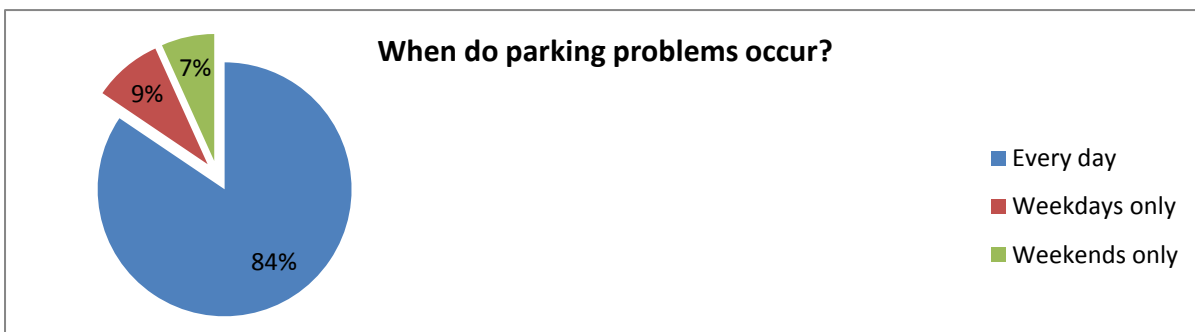 When do parking problems occur?
7%
9%
84%
Every day
Weekdays only
Weekends only